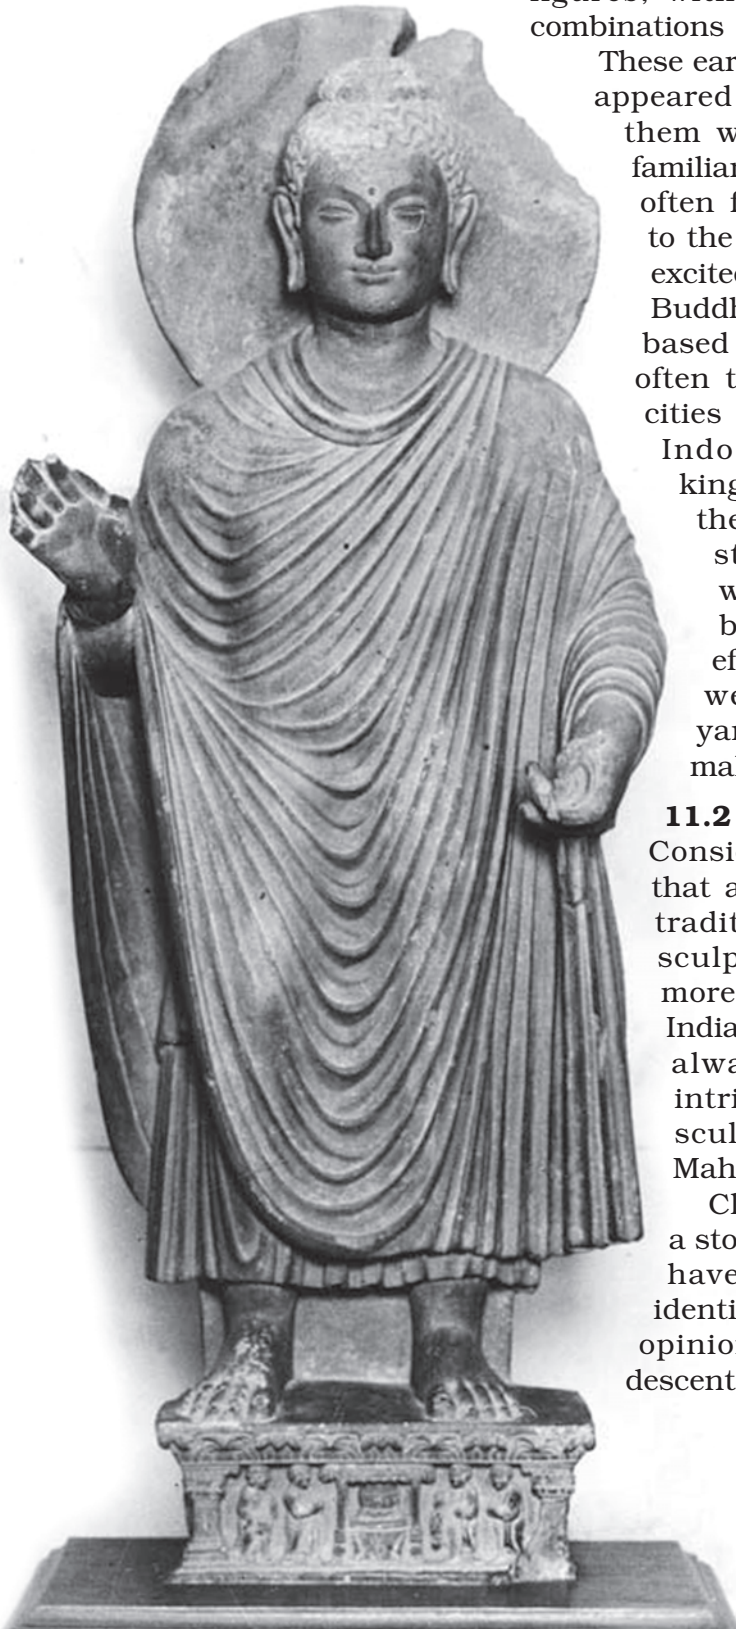 figures, with
combinations
These ear
appeared
them w
familiar
often f
to the
excited
Buddh
based
often t
cities
Indo
king
the
st
w
b
ef
we
yar
mak
11.2
Consi
that a
tradit
sculp
more
India
alwa
intri
scul
Mah
Cl
a sto
have
identi
opinion
descent